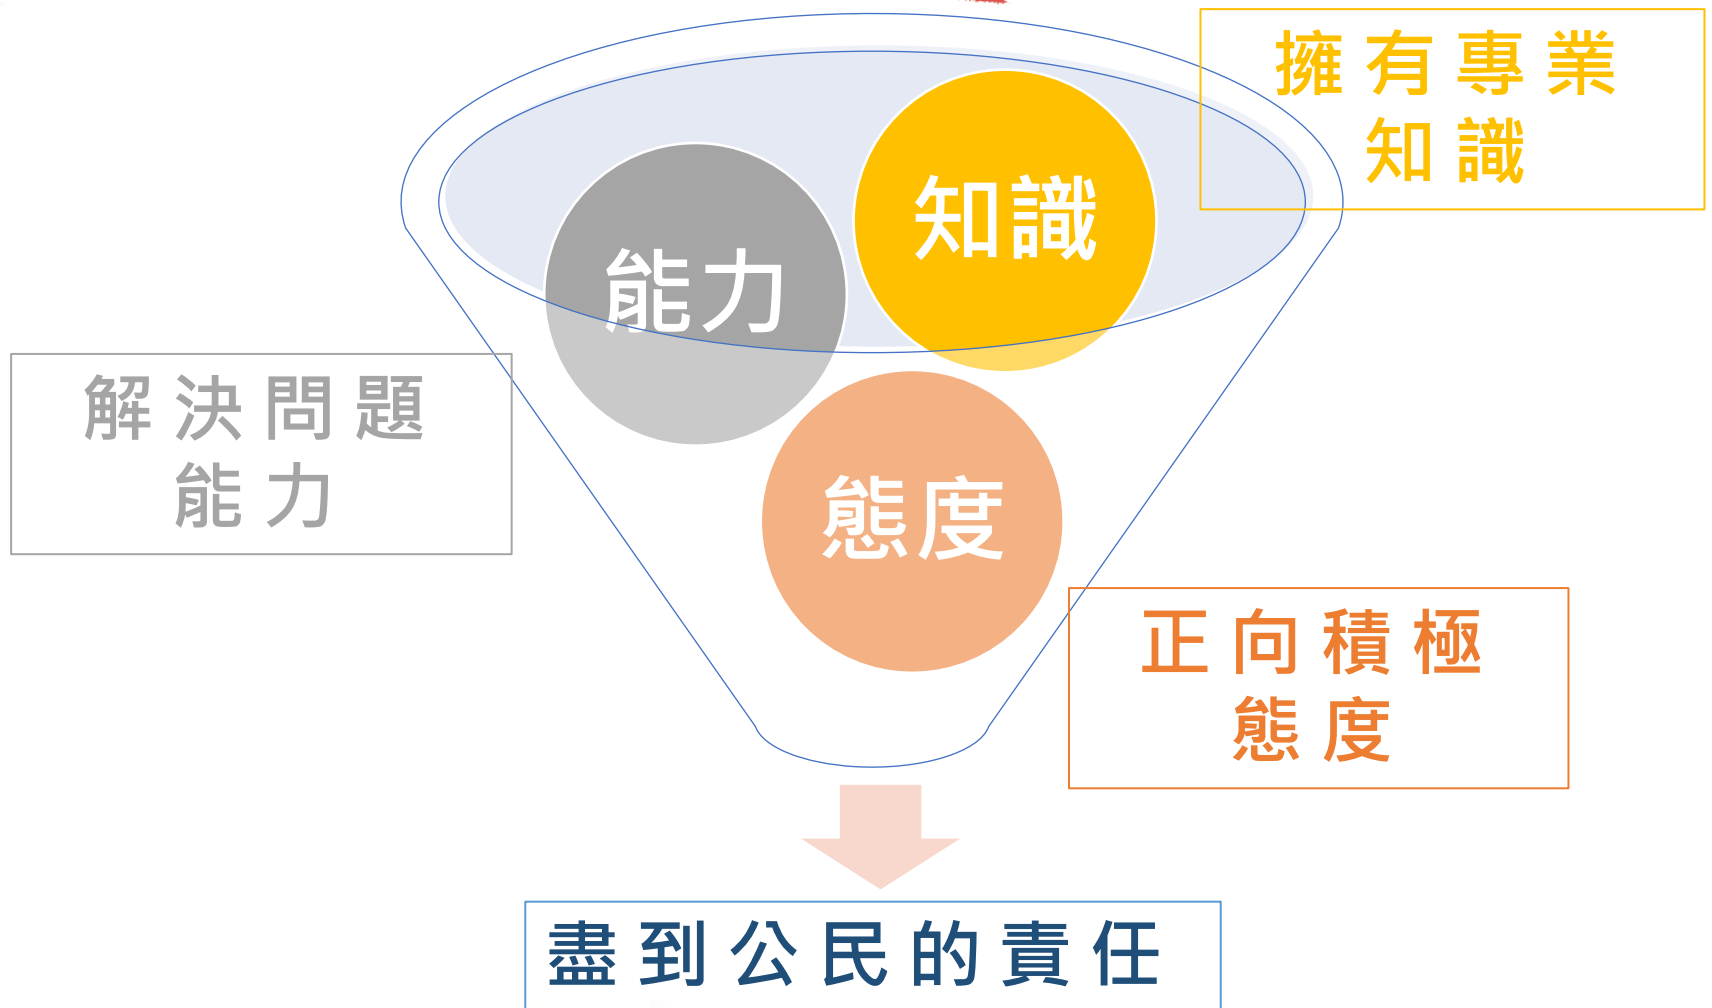 擁有專業
知識
知識
能力
解決問題
能力
態度
正向積極
態度
盡到公民的責任